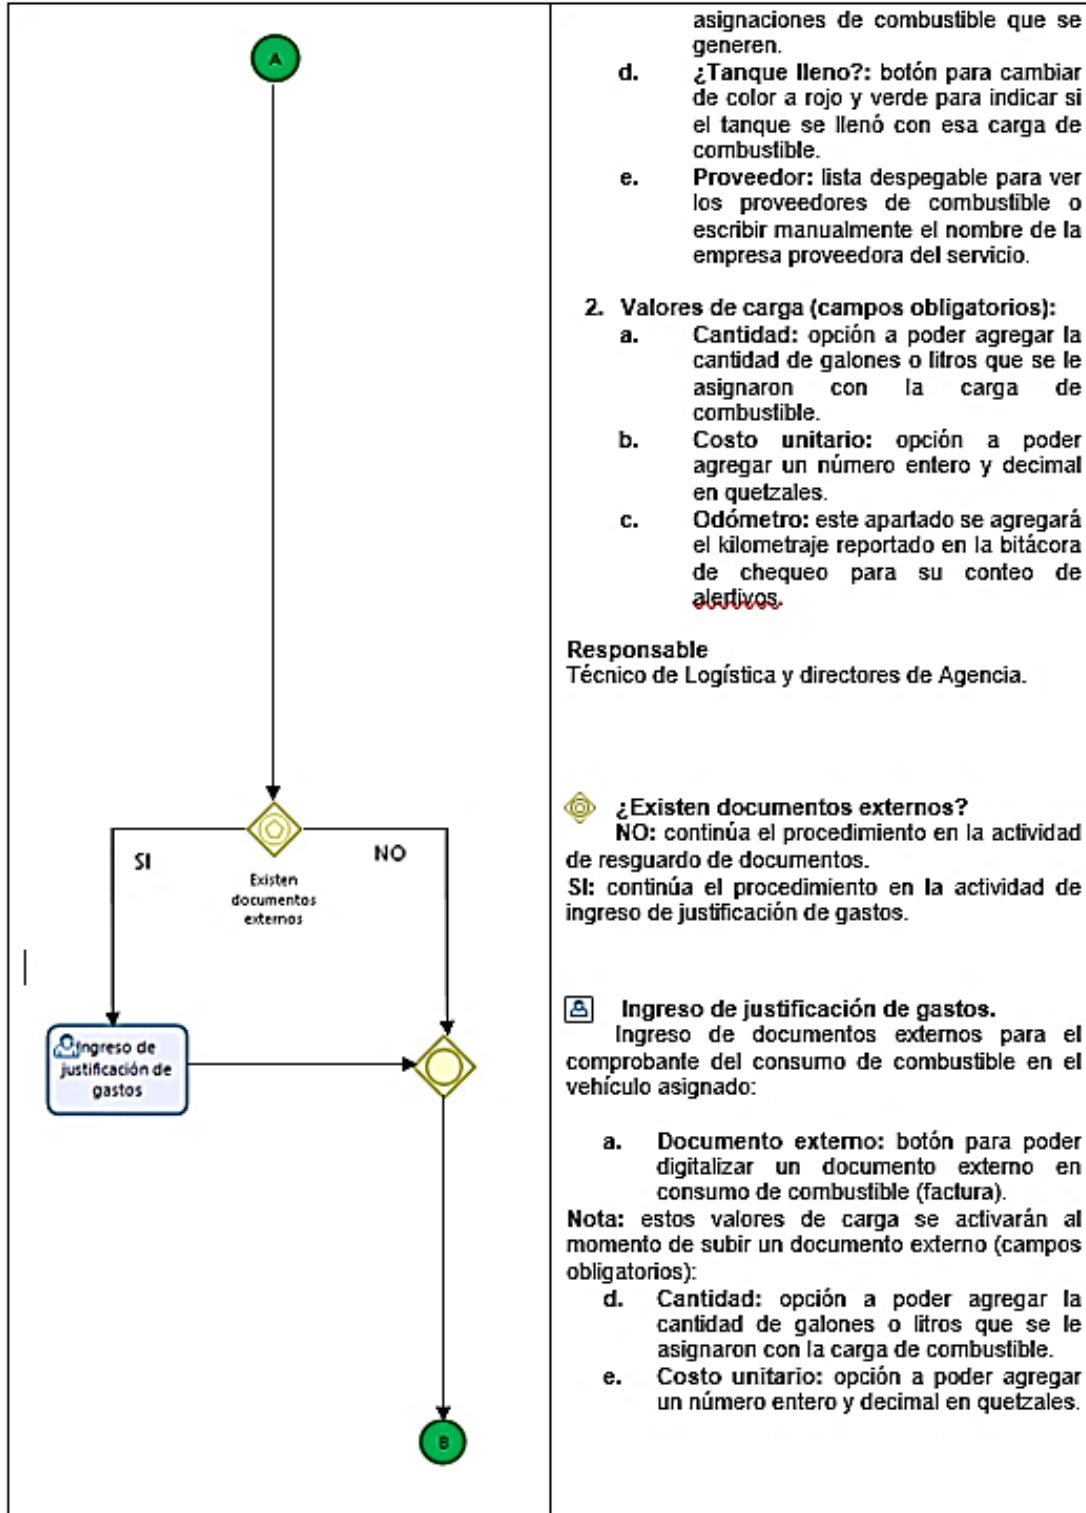 A
SI
NO
Existen
documentos
externos
Ingreso de
justificación de
gastos
B
asignaciones de combustible que se
generen.
d. ¿Tanque lleno?: botón para cambiar
de color a rojo y verde para indicar si
el tanque se llenó con esa carga de
combustible.
e. Proveedor: lista despegable para ver
los proveedores de combustible o
escribir manualmente el nombre de la
empresa proveedora del servicio.
2. Valores de carga (campos obligatorios):
a. Cantidad: opción a poder agregar la
cantidad de galones o litros que se le
asignaron con la carga de
combustible.
b. Costo unitario: opción a poder
agregar un número entero y decimal
en quetzales.
c. Odómetro: este apartado se agregará
el kilometraje reportado en la bitácora
de chequeo para su conteo de
alertivos.
Responsable
Técnico de Logística y directores de Agencia.
¿Existen documentos externos?
NO: continúa el procedimiento en la actividad
de resguardo de documentos.
SI: continúa el procedimiento en la actividad de
ingreso de justificación de gastos.
Ingreso de justificación de gastos.
Ingreso de documentos externos para el
comprobante del consumo de combustible en el
vehículo asignado:
a. Documento externo: botón para poder
digitalizar un documento externo en
consumo de combustible (factura).
Nota: estos valores de carga se activarán al
momento de subir un documento externo (campos
obligatorios):
d. Cantidad: opción a poder agregar la
cantidad de galones o litros que se le
asignaron con la carga de combustible.
e. Costo unitario: opción a poder agregar
un número entero y decimal en quetzales.